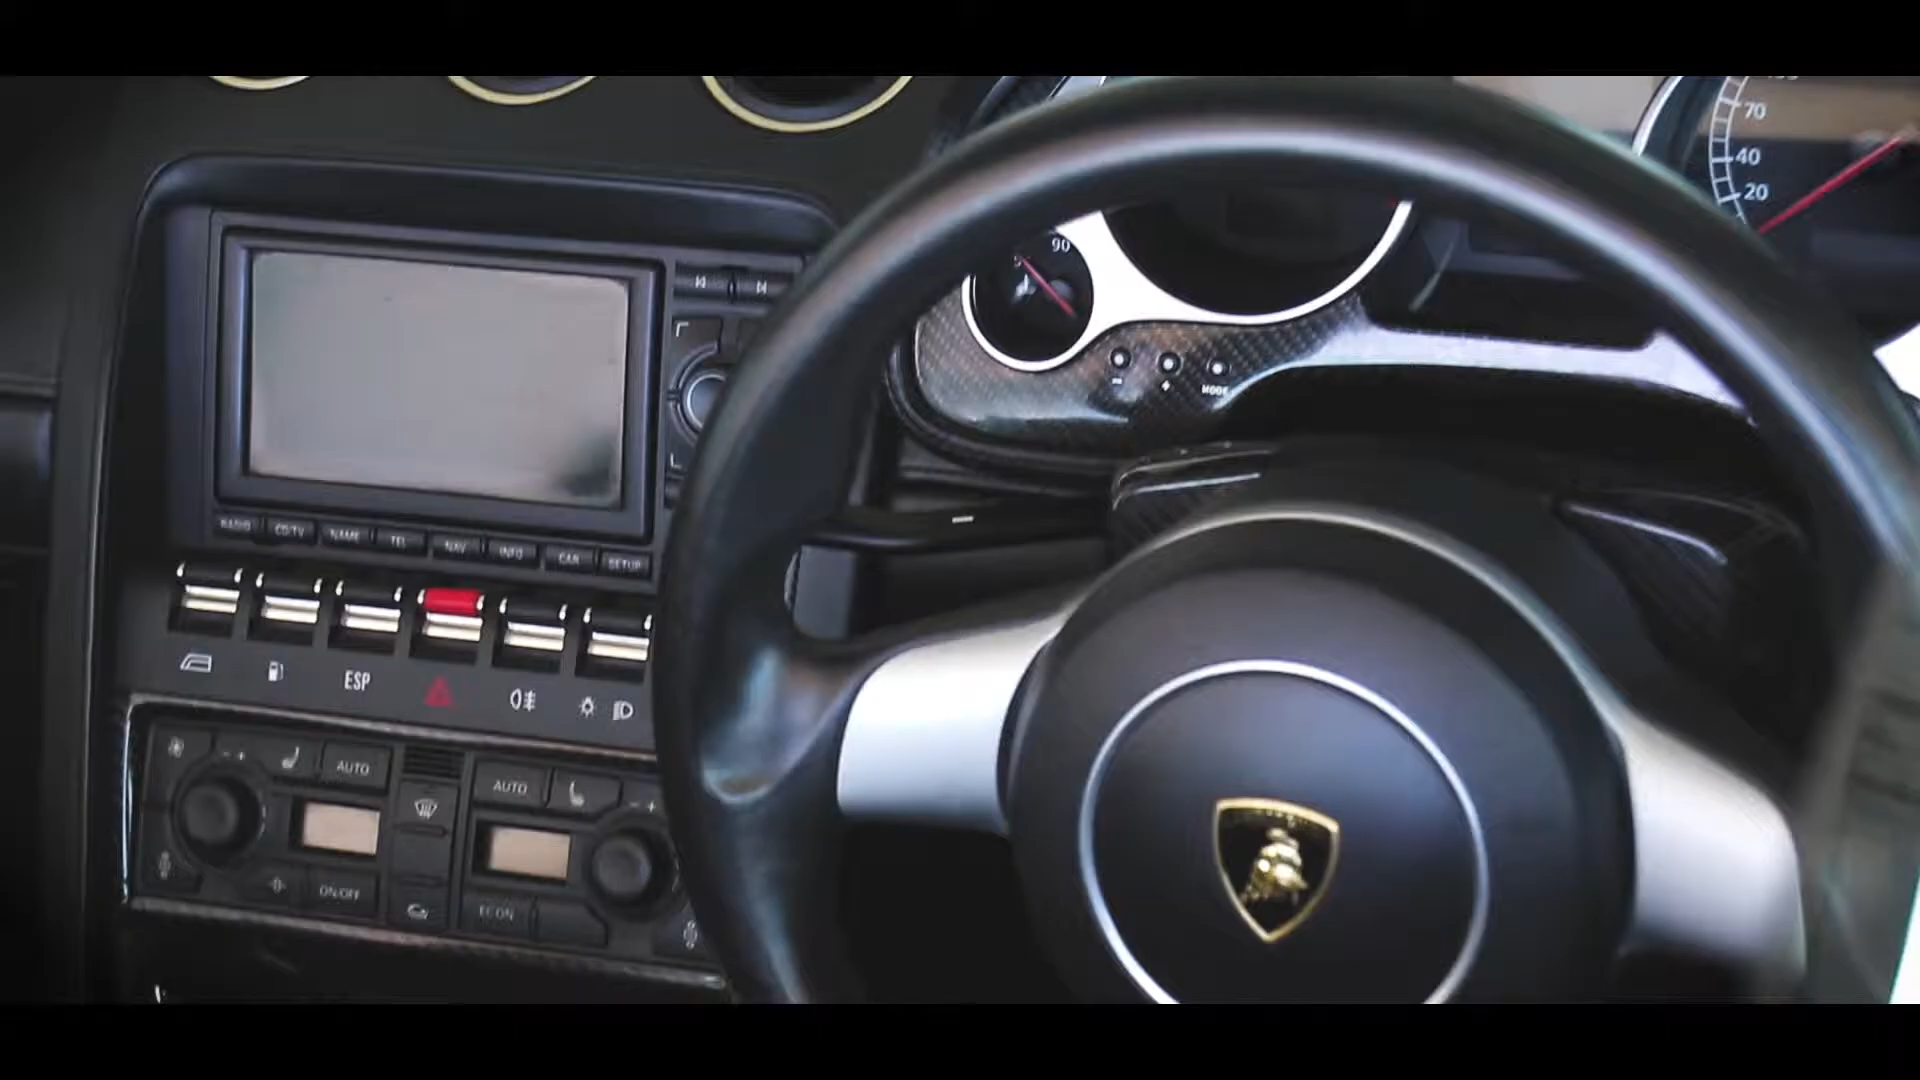 70
40
20
90
- + MODE
RADIO CD/TV NAME TEL NAV INFO CAR SETUP
ESP
- + AUTO AUTO - +
ON/OFF ECON